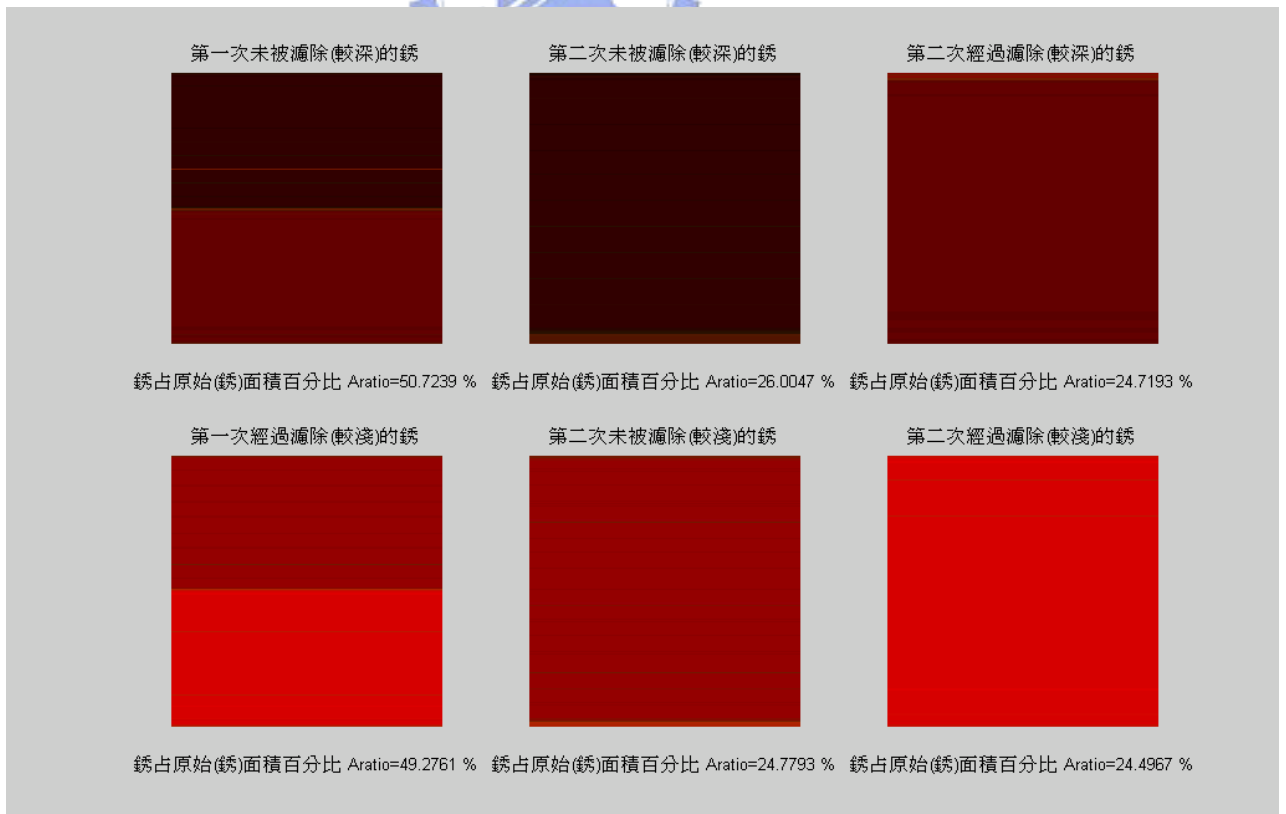 第一次未被濾除(較深)的銹 第二次未被濾除(較深)的銹 第二次經過濾除(較深)的銹
銹占原始(銹)面積百分比 Aratio=50.7239 % 銹占原始(銹)面積百分比 Aratio=26.0047 % 銹占原始(銹)面積百分比 Aratio=24.7193 %
第一次經過濾除(較淺)的銹 第二次未被濾除(較淺)的銹 第二次經過濾除(較淺)的銹
銹占原始(銹)面積百分比 Aratio=49.2761 % 銹占原始(銹)面積百分比 Aratio=24.7793 % 銹占原始(銹)面積百分比 Aratio=24.4967 %